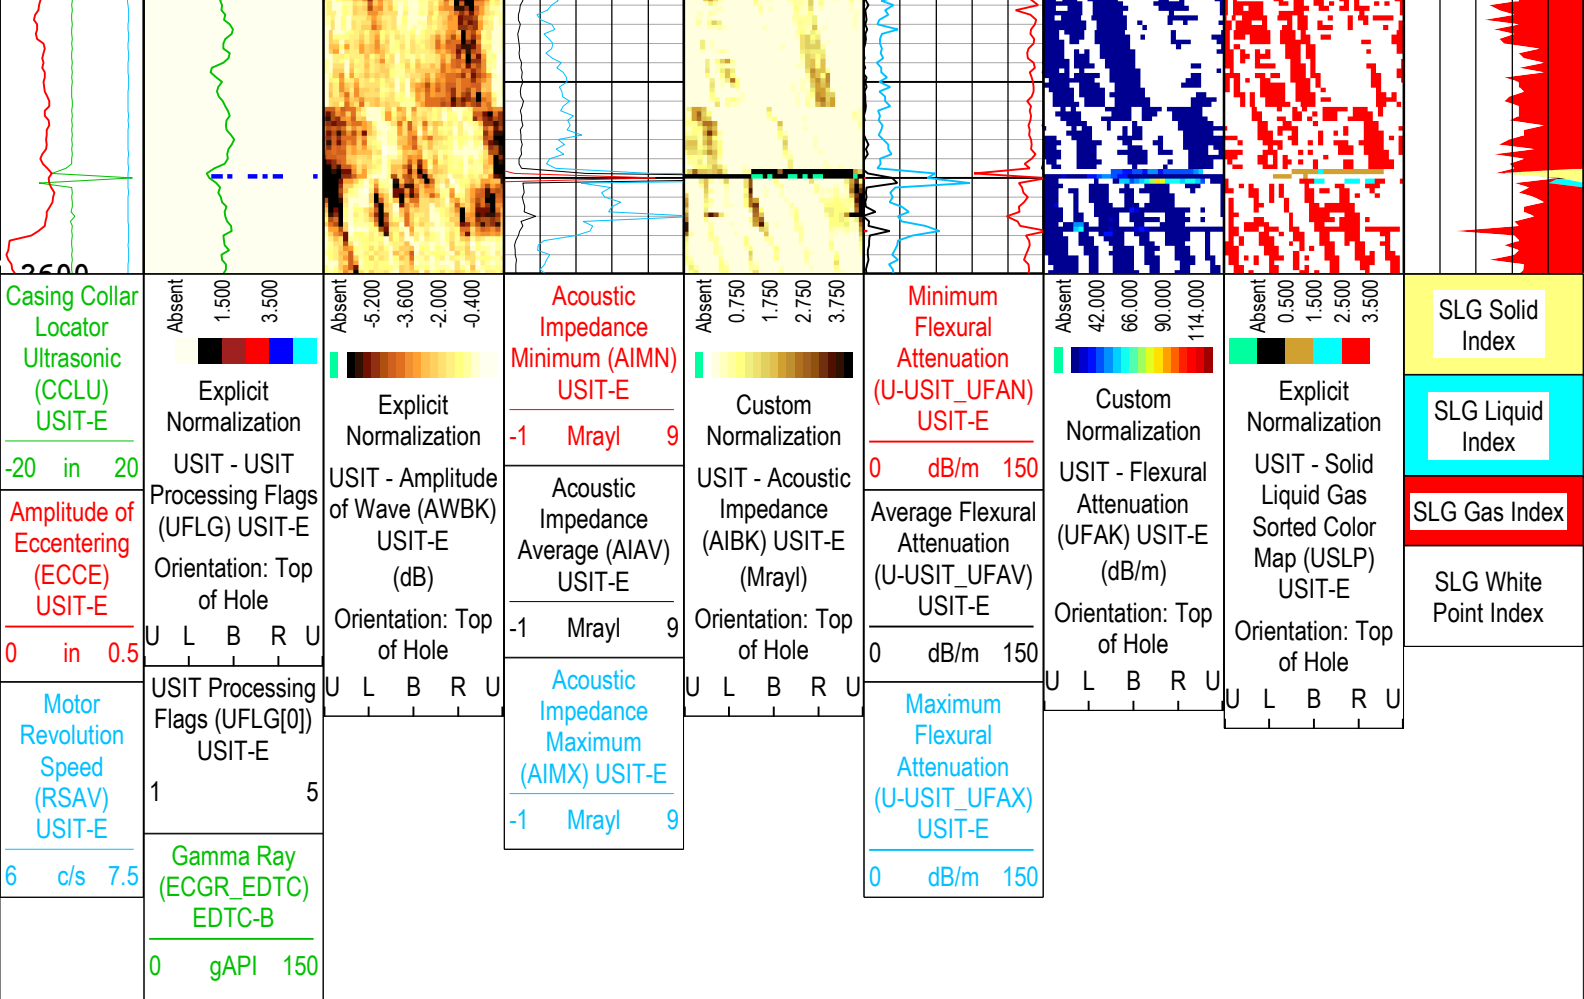 2600
Casing Collar
Locator
Ultrasonic
(CCLU)
USIT-E
-20 in 20
Amplitude of
Eccentering
(ECCE)
USIT-E
0 in 0.5
Motor
Revolution
Speed
(RSAV)
USIT-E
6 c/s 7.5
Absent 1.500 3.500
Explicit
Normalization
USIT - USIT
Processing Flags
(UFLG) USIT-E
Orientation: Top
of Hole
U L B R U
USIT Processing
Flags (UFLG[0])
USIT-E
1 5
Gamma Ray
(ECGR_EDTC)
EDTC-B
0 gAPI 150
Absent -5.200 -3.600 -2.000 -0.400
Explicit
Normalization
USIT - Amplitude
of Wave (AWBK)
USIT-E
(dB)
Orientation: Top
of Hole
U L B R U
Acoustic
Impedance
Minimum (AIMN)
USIT-E
-1 Mrayl 9
Acoustic
Impedance
Average (AIAV)
USIT-E
-1 Mrayl 9
Acoustic
Impedance
Maximum
(AIMX) USIT-E
-1 Mrayl 9
Absent 0.750 1.750 2.750 3.750
Custom
Normalization
USIT - Acoustic
Impedance
(AIBK) USIT-E
(Mrayl)
Orientation: Top
of Hole
U L B R U
Minimum
Flexural
Attenuation
(U-USIT_UFAN)
USIT-E
0 dB/m 150
Average Flexural
Attenuation
(U-USIT_UFAV)
USIT-E
0 dB/m 150
Maximum
Flexural
Attenuation
(U-USIT_UFAX)
USIT-E
0 dB/m 150
Absent 42.000 66.000 90.000 114.000
Custom
Normalization
USIT - Flexural
Attenuation
(UFAK) USIT-E
(dB/m)
Orientation: Top
of Hole
U L B R U
Absent 0.500 1.500 2.500 3.500
Explicit
Normalization
USIT - Solid
Liquid Gas
Sorted Color
Map (USLP)
USIT-E
Orientation: Top
of Hole
U L B R U
SLG Solid
Index
SLG Liquid
Index
SLG Gas Index
SLG White
Point Index